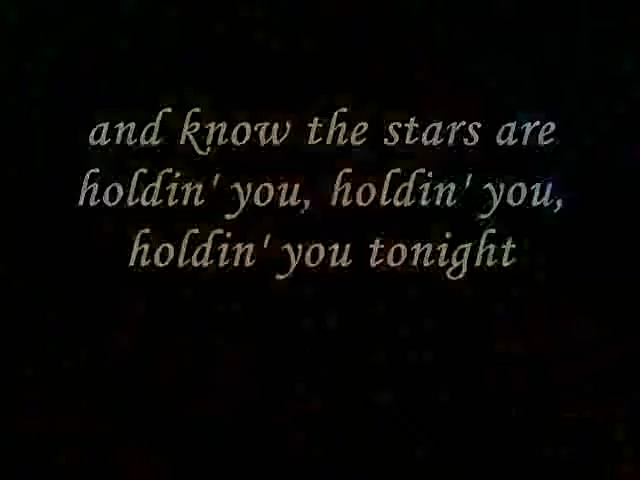 and know the stars are
holdin' you, holdin' you,
holdin' you tonight